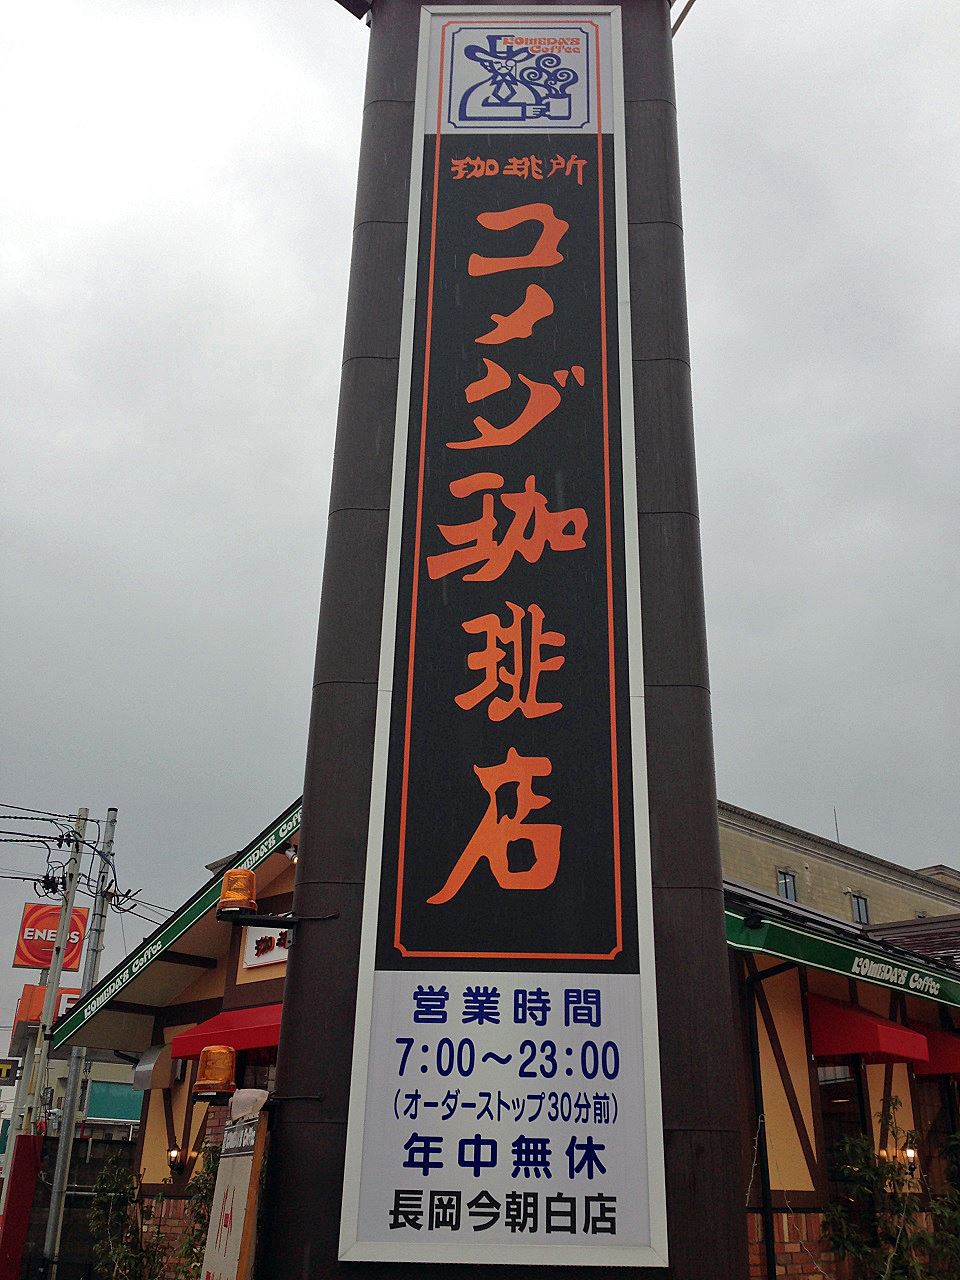 KOMEDA'S
Coffee
珈琲所
コメダ珈琲店
営業時間
7:00～23:00
(オーダーストップ30分前)
年中無休
長岡今朝白店
KOMEDA'S Coffee
KOMEDA'S Coffee
KOMEDA'S Coffee
ENEOS